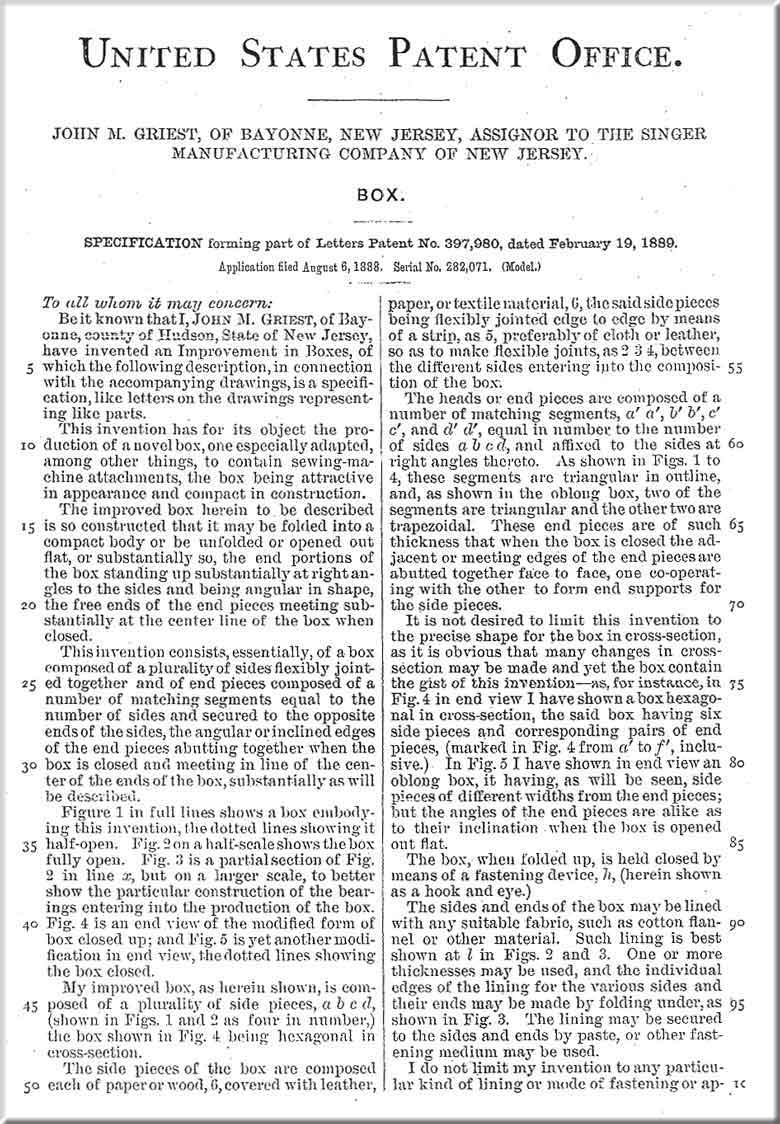 UNITED STATES PATENT OFFICE.
JOHN M. GRIEST, OF BAYONNE, NEW JERSEY, ASSIGNOR TO THE SINGER
MANUFACTURING COMPANY OF NEW JERSEY.
BOX.
SPECIFICATION forming part of Letters Patent No. 397,980, dated February 19, 1889.
Application filed August 6, 1888. Serial No. 282,071. (Model.)
To all whom it may concern:
Be it known that I, JOHN M. GRIEST, of Bay-
onne, county of Hudson, State of New Jersey,
have invented an Improvement in Boxes, of
5 which the following description, in connection
with the accompanying drawings, is a specifi-
cation, like letters on the drawings represent-
ing like parts.
This invention has for its object the pro-
10 duction of a novel box, one especially adapted,
among other things, to contain sewing-ma-
chine attachments, the box being attractive
in appearance and compact in construction.
The improved box herein to be described
15 is so constructed that it may be folded into a
compact body or be unfolded or opened out
flat, or substantially so, the end portions of
the box standing up substantially at right an-
gles to the sides and being angular in shape,
20 the free ends of the end pieces meeting sub-
stantially at the center line of the box when
closed.
This invention consists, essentially, of a box
composed of a plurality of sides flexibly joint-
25 ed together and of end pieces composed of a
number of matching segments equal to the
number of sides and secured to the opposite
ends of the sides, the angular or inclined edges
of the end pieces abutting together when the
30 box is closed and meeting in line of the cen-
ter of the ends of the box, substantially as will
be described.
Figure 1 in full lines shows a box embody-
ing this invention, the dotted lines showing it
35 half-open. Fig. 2 on a half-scale shows the box
fully open. Fig. 3 is a partial section of Fig.
2 in line x, but on a larger scale, to better
show the particular construction of the bear-
ings entering into the production of the box.
40 Fig. 4 is an end view of the modified form of
box closed up; and Fig. 5 is yet another modi-
fication in end view, the dotted lines showing
the box closed.
My improved box, as herein shown, is com-
45 posed of a plurality of side pieces, a b c d,
(shown in Figs. 1 and 2 as four in number,)
the box shown in Fig. 4 being hexagonal in
cross-section.
The side pieces of the box are composed
50 each of paper or wood, 6, covered with leather,
paper, or textile material, 6, the said side pieces
being flexibly jointed edge to edge by means
of a strip, as 5, preferably of cloth or leather,
so as to make flexible joints, as 2 3 4, between
the different sides entering into the composi- 55
tion of the box.
The heads or end pieces are composed of a
number of matching segments, a' a', b' b', c'
c', and d' d', equal in number to the number
of sides a b c d, and affixed to the sides at 60
right angles thereto. As shown in Figs. 1 to
4, these segments are triangular in outline,
and, as shown in the oblong box, two of the
segments are triangular and the other two are
trapezoidal. These end pieces are of such 65
thickness that when the box is closed the ad-
jacent or meeting edges of the end pieces are
abutted together face to face, one co-operat-
ing with the other to form end supports for
the side pieces. 70
It is not desired to limit this invention to
the precise shape for the box in cross-section,
as it is obvious that many changes in cross-
section may be made and yet the box contain
the gist of this invention—as, for instance, in 75
Fig. 4 in end view I have shown a box hexago-
nal in cross-section, the said box having six
side pieces and corresponding pairs of end
pieces, (marked in Fig. 4 from a' to f', inclu-
sive.) In Fig. 5 I have shown in end view an 80
oblong box, it having, as will be seen, side
pieces of different widths from the end pieces;
but the angles of the end pieces are alike as
to their inclination when the box is opened
out flat. 85
The box, when folded up, is held closed by
means of a fastening device, h, (herein shown
as a hook and eye.)
The sides and ends of the box may be lined
with any suitable fabric, such as cotton flan- 90
nel or other material. Such lining is best
shown at l in Figs. 2 and 3. One or more
thicknesses may be used, and the individual
edges of the lining for the various sides and
their ends may be made by folding under, as 95
shown in Fig. 3. The lining may be secured
to the sides and ends by paste, or other fast-
ening medium may be used.
I do not limit my invention to any particu-
lar kind of lining or mode of fastening or ap-